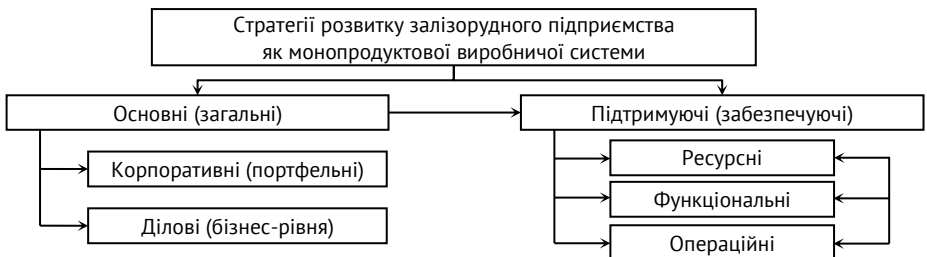 Стратегії розвитку залізорудного підприємства
як монопродуктової виробничої системи
Основні (загальні)
Підтримуючі (забезпечуючі)
Корпоративні (портфельні)
Ресурсні
Функціональні
Ділові (бізнес-рівня)
Операційні